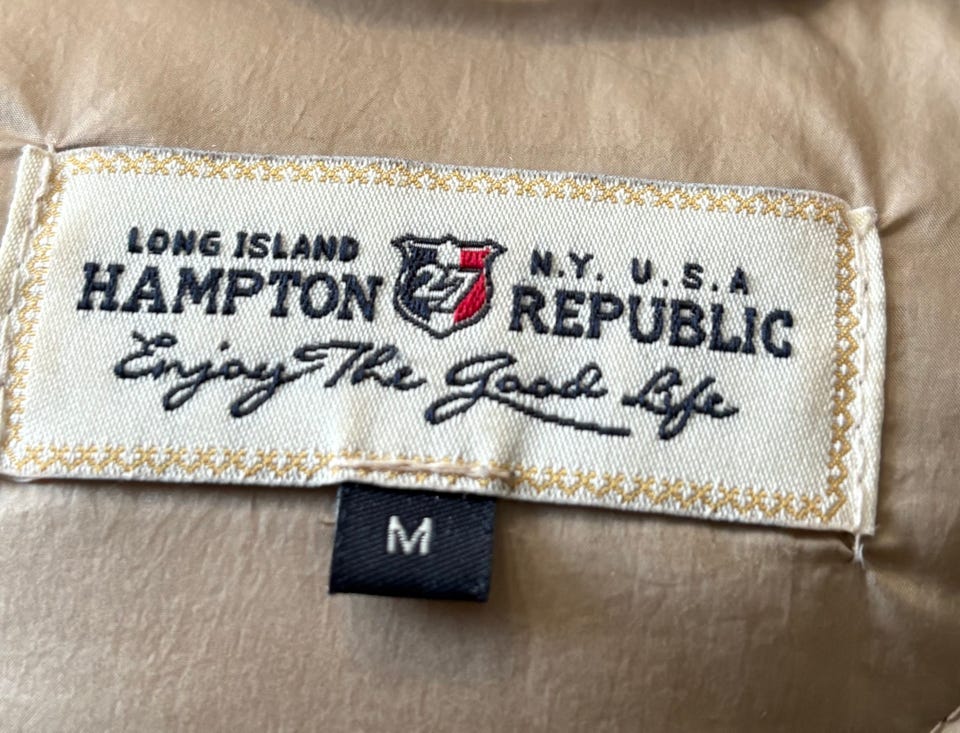 LONG ISLAND N.Y. U.S.A
HAMPTON 27 REPUBLIC
Enjoy The Good Life
M